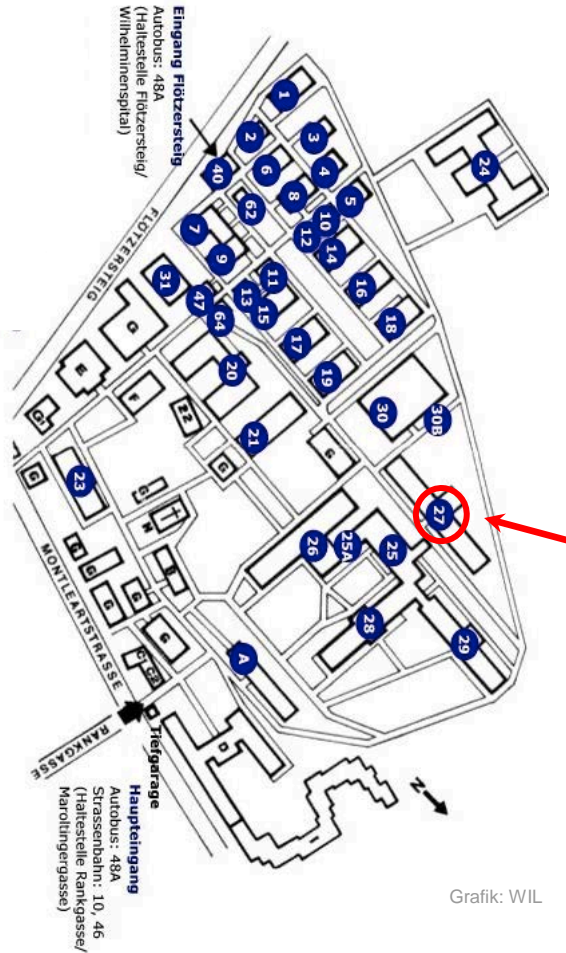 Eingang Flötzersteig
Autobus: 48A
(Haltestelle Flötzersteig/
Wilhelminenspital)
FLÖTZERSTEIG
1
2
3
4
5
6
8
40
62
10
12
14
16
18
24
7
9
11
13
15
17
19
31
47
64
20
21
30
30B
27
G
E
G
F
22
G
G
23
G
G
N
B
26
25A
25
28
29
G
G
G
G
G
A
C1
C2
D
MONTLEARTSTRASSE
RANKGASSE
Tiefgarage
Haupteingang
Autobus: 48A
Strassenbahn: 10, 46
(Haltestelle Rankgasse/
Maroltingergasse)
N
Grafik: WIL